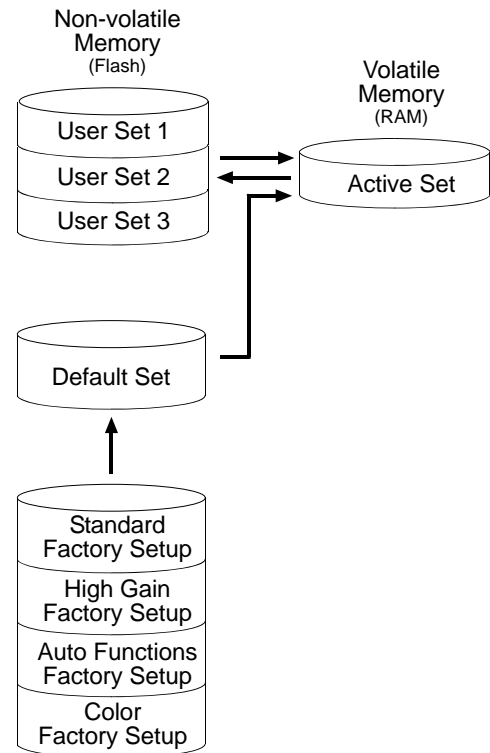 Non-volatile
Memory
(Flash)
User Set 1
User Set 2
User Set 3
Volatile
Memory
(RAM)
Active Set
Default Set
Standard
Factory Setup
High Gain
Factory Setup
Auto Functions
Factory Setup
Color
Factory Setup